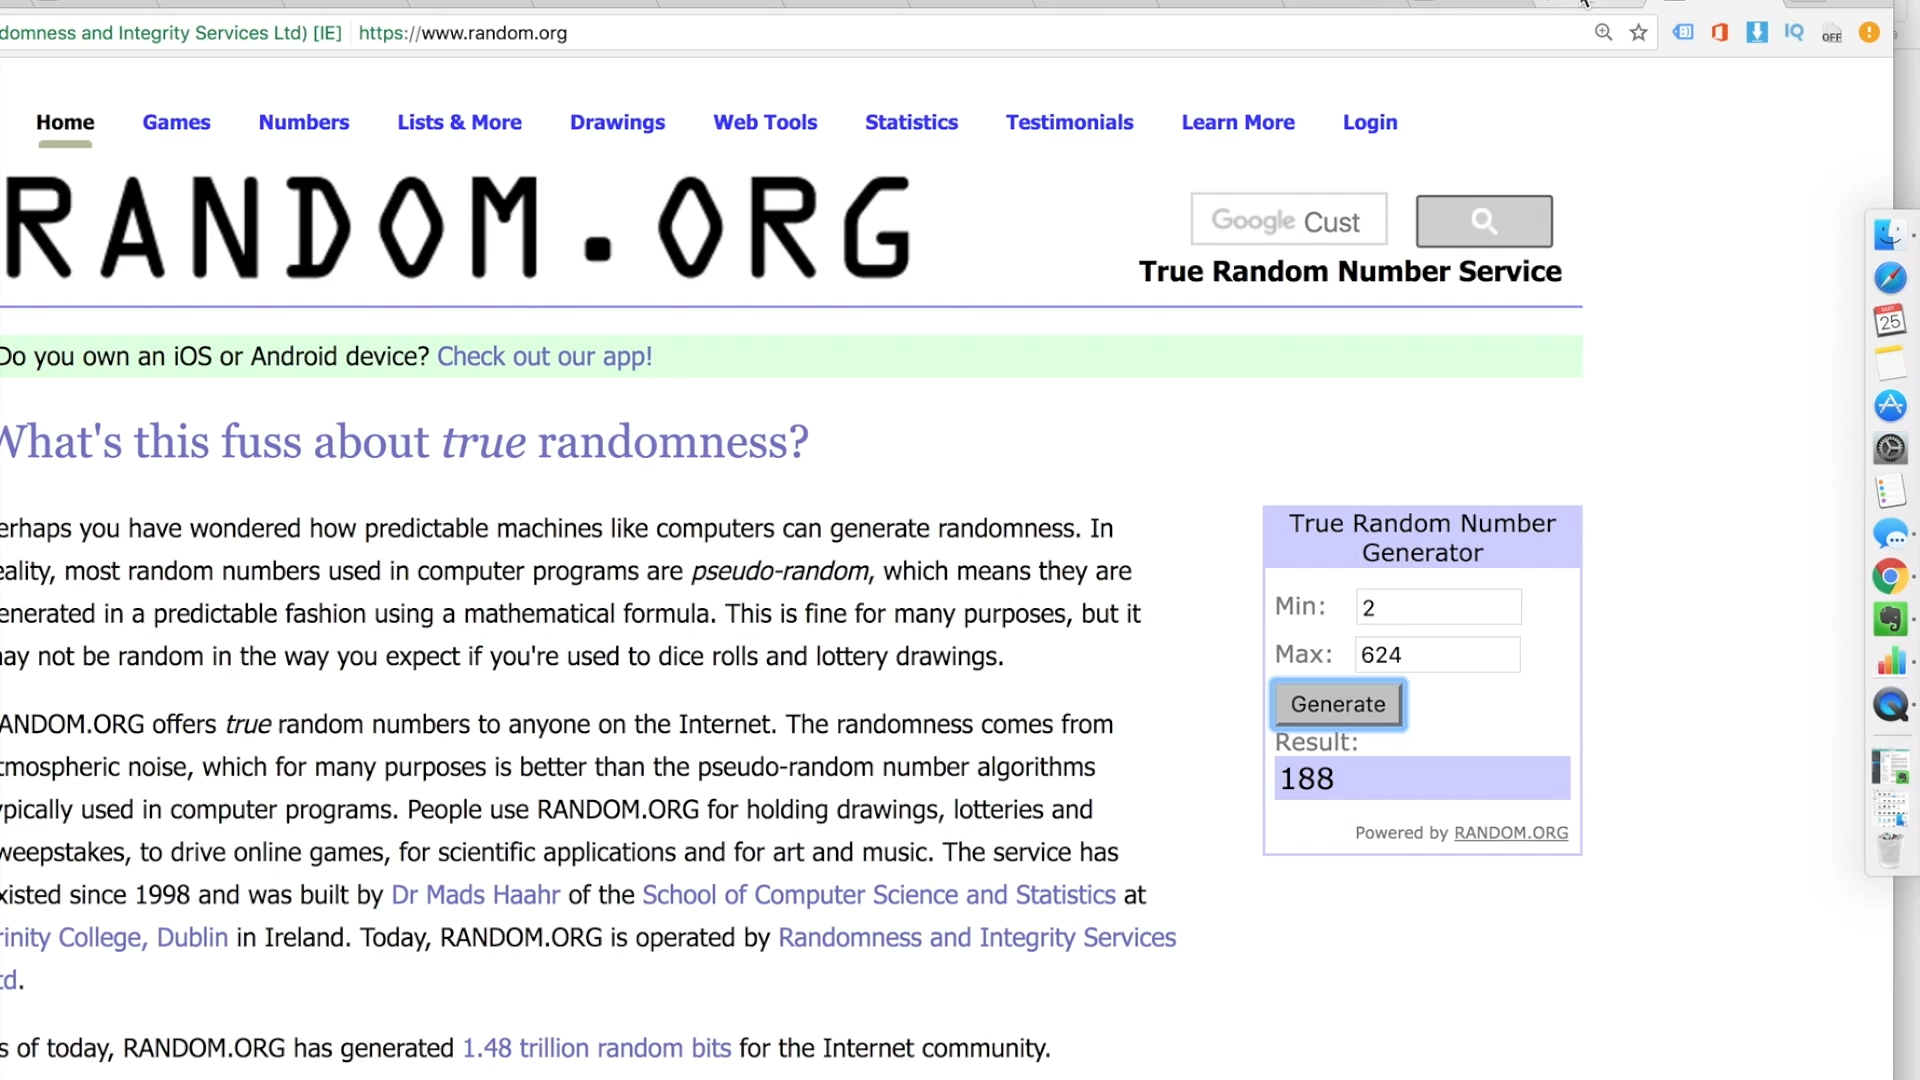 domness and Integrity Services Ltd) [IE] https://www.random.org
OFF
Home Games Numbers Lists & More Drawings Web Tools Statistics Testimonials Learn More Login
RANDOM.ORG
Google Cust
True Random Number Service
Do you own an iOS or Android device? Check out our app!
What's this fuss about true randomness?
erhaps you have wondered how predictable machines like computers can generate randomness. In
eality, most random numbers used in computer programs are pseudo-random, which means they are
enerated in a predictable fashion using a mathematical formula. This is fine for many purposes, but it
ay not be random in the way you expect if you're used to dice rolls and lottery drawings.
ANDOM.ORG offers true random numbers to anyone on the Internet. The randomness comes from
tmospheric noise, which for many purposes is better than the pseudo-random number algorithms
ypically used in computer programs. People use RANDOM.ORG for holding drawings, lotteries and
weepstakes, to drive online games, for scientific applications and for art and music. The service has
xisted since 1998 and was built by Dr Mads Haahr of the School of Computer Science and Statistics at
rinity College, Dublin in Ireland. Today, RANDOM.ORG is operated by Randomness and Integrity Services
td.
s of today, RANDOM.ORG has generated 1.48 trillion random bits for the Internet community.
True Random Number
Generator
Min: 2
Max: 624
Generate
Result:
188
Powered by RANDOM.ORG
MAY
25